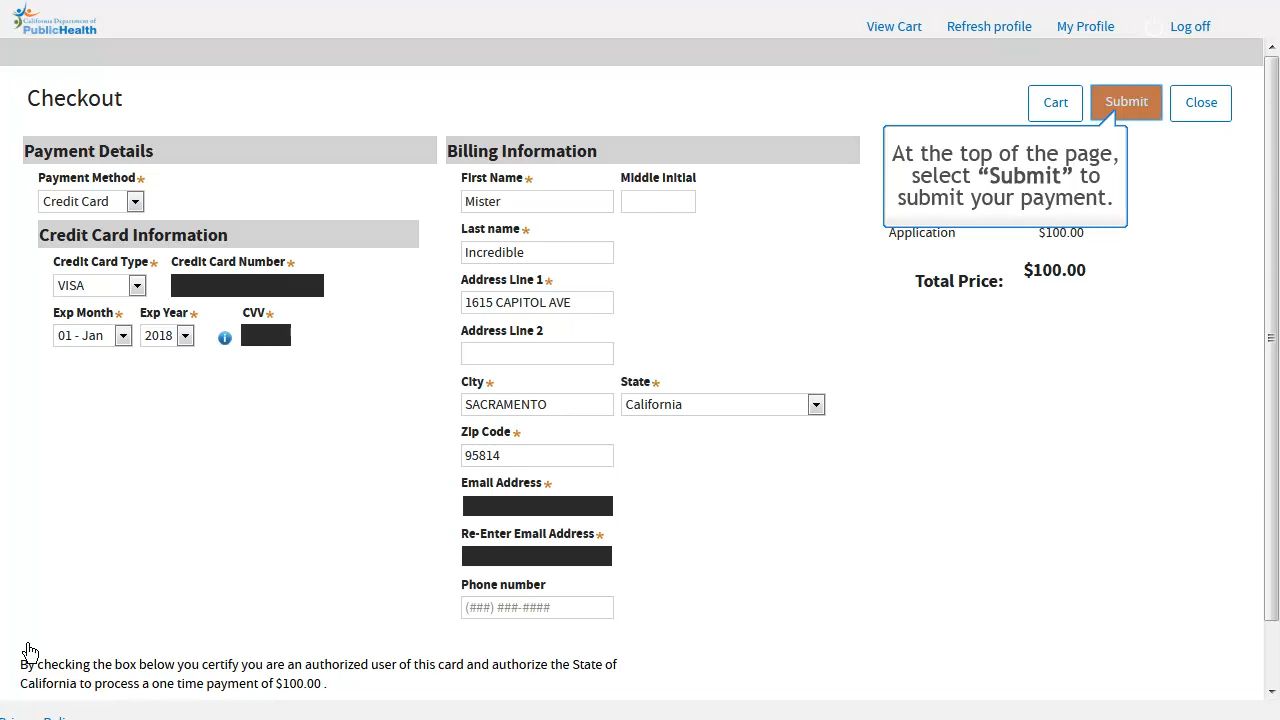 California Department of
PublicHealth
View Cart
Refresh profile
My Profile
Log off
Checkout
Cart
Submit
Close
At the top of the page,
select “Submit” to
submit your payment.
Payment Details
Payment Method*
Credit Card
Credit Card Information
Credit Card Type*
Credit Card Number*
VISA
Exp Month*
Exp Year*
CVV*
01 - Jan
2018
Billing Information
First Name*
Middle Initial
Mister
Last name*
Incredible
Address Line 1*
1615 CAPITOL AVE
Address Line 2
City*
State*
SACRAMENTO
California
Zip Code*
95814
Email Address*
Re-Enter Email Address*
Phone number
(###) ###-####
Application
$100.00
Total Price:
$100.00
By checking the box below you certify you are an authorized user of this card and authorize the State of
California to process a one time payment of $100.00 .